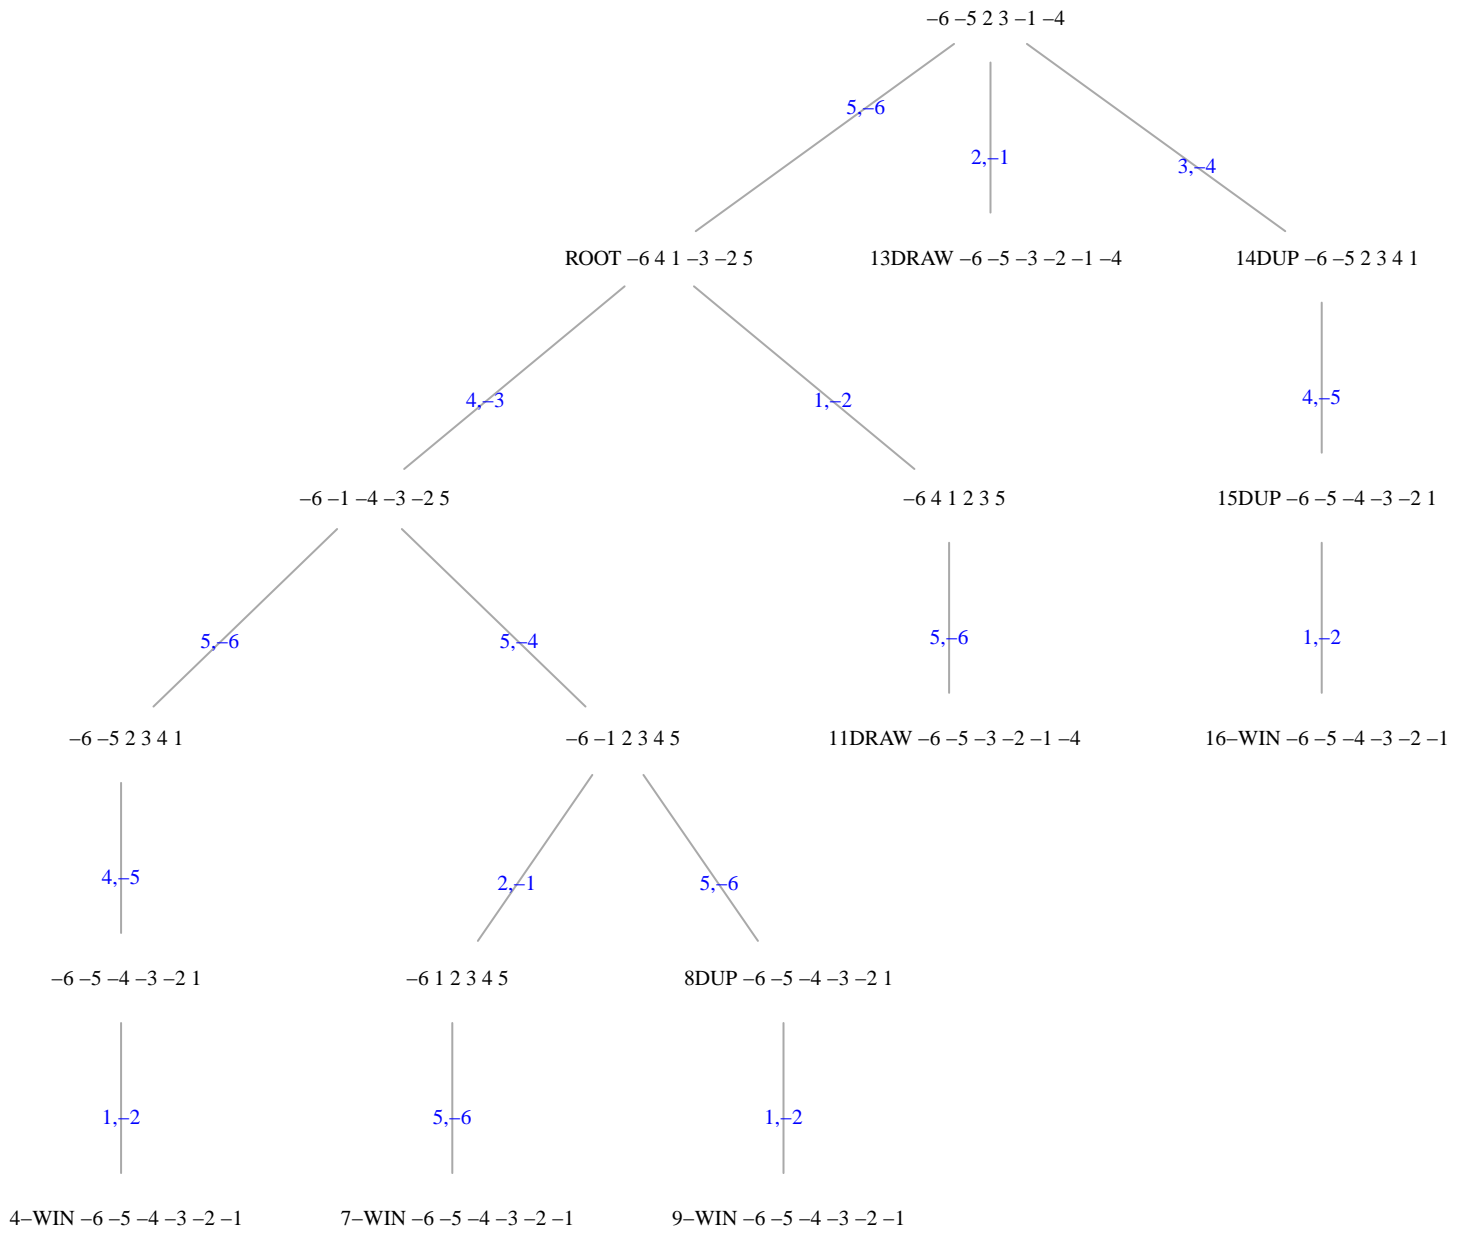 –6 –5 2 3 –1 –4
5,–6
2,–1
3,–4
ROOT –6 4 1 –3 –2 5
13DRAW –6 –5 –3 –2 –1 –4
14DUP –6 –5 2 3 4 1
4,–3
1,–2
4,–5
–6 –1 –4 –3 –2 5
–6 4 1 2 3 5
15DUP –6 –5 –4 –3 –2 1
5,–6
5,–4
5,–6
1,–2
–6 –5 2 3 4 1
–6 –1 2 3 4 5
11DRAW –6 –5 –3 –2 –1 –4
16–WIN –6 –5 –4 –3 –2 –1
4,–5
2,–1
5,–6
–6 –5 –4 –3 –2 1
–6 1 2 3 4 5
8DUP –6 –5 –4 –3 –2 1
1,–2
5,–6
1,–2
4–WIN –6 –5 –4 –3 –2 –1
7–WIN –6 –5 –4 –3 –2 –1
9–WIN –6 –5 –4 –3 –2 –1